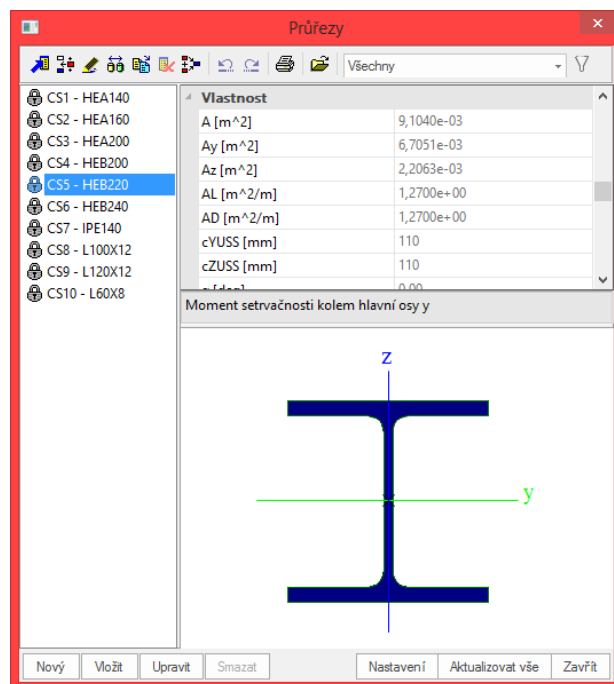 Průřezy
Všechny
CS1 - HEA140
CS2 - HEA160
CS3 - HEA200
CS4 - HEB200
CS5 - HEB220
CS6 - HEB240
CS7 - IPE140
CS8 - L100X12
CS9 - L120X12
CS10 - L60X8
Vlastnost
A [m^2] 9,1040e-03
Ay [m^2] 6,7051e-03
Az [m^2] 2,2063e-03
AL [m^2/m] 1,2700e+00
AD [m^2/m] 1,2700e+00
cYUSS [mm] 110
cZUSS [mm] 110
[deg] 0,00
Moment setrvačnosti kolem hlavní osy y
z
y
Nový Vložit Upravit Smazat Nastavení Aktualizovat vše Zavřít